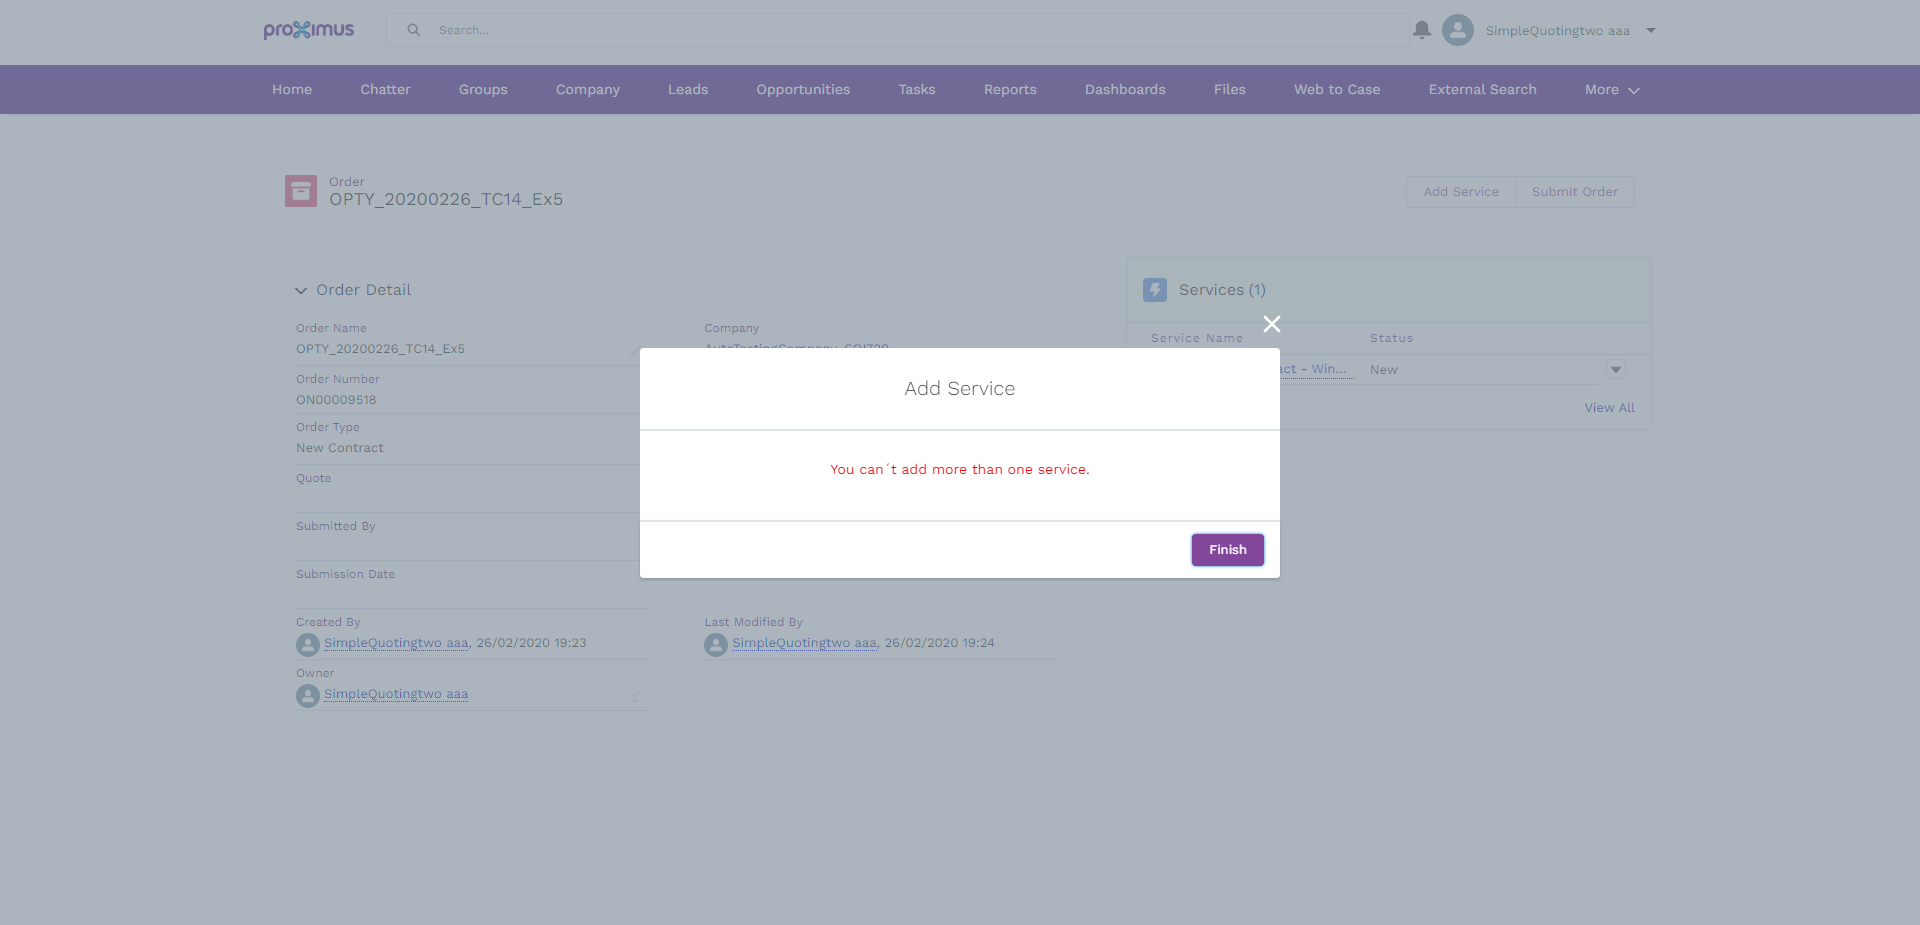 proximus
Search...
SimpleQuotingtwo aaa
Home Chatter Groups Company Leads Opportunities Tasks Reports Dashboards Files Web to Case External Search More
Order
OPTY_20200226_TC14_Ex5
Add Service Submit Order
Order Detail
Services (1)
Order Name
OPTY_20200226_TC14_Ex5
Company
Service Name Status
act - Win... New
View All
Order Number
ON00009518
Order Type
New Contract
Quote
Submitted By
Submission Date
Add Service
You can´t add more than one service.
Finish
Created By
SimpleQuotingtwo aaa, 26/02/2020 19:23
Last Modified By
SimpleQuotingtwo aaa, 26/02/2020 19:24
Owner
SimpleQuotingtwo aaa